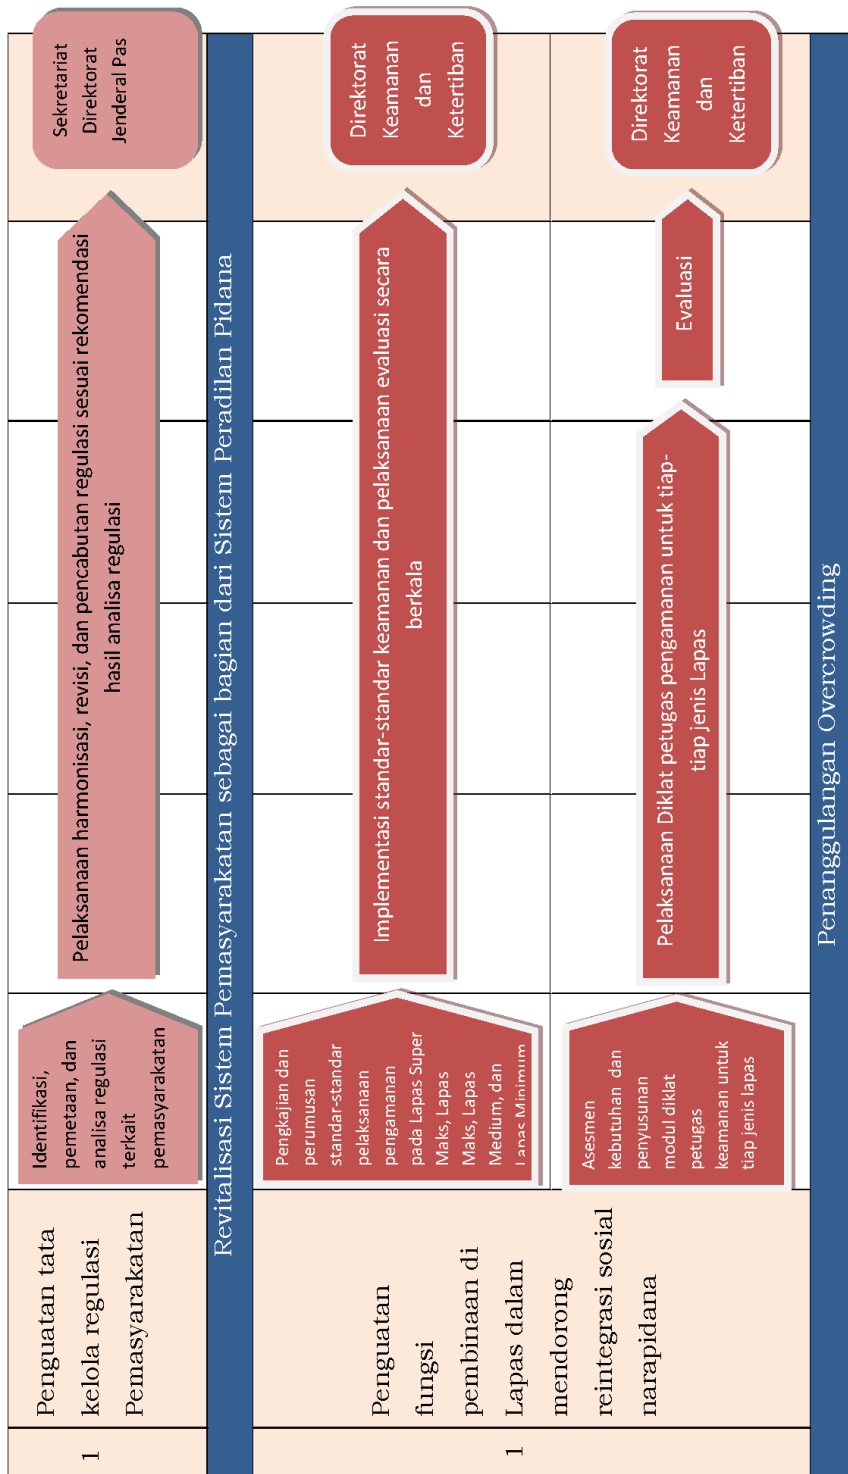 1
Penguatan tata
kelola regulasi
Pemasyarakatan
Identifikasi,
pemetaan, dan
analisa regulasi
terkait
pemasyarakatan
Pelaksanaan harmonisasi, revisi, dan pencabutan regulasi sesuai rekomendasi
hasil analisa regulasi
Sekretariat
Direktorat
Jenderal Pas
Revitalisasi Sistem Pemasyarakatan sebagai bagian dari Sistem Peradilan Pidana
1
Penguatan
fungsi
pembinaan di
Lapas dalam
mendorong
reintegrasi sosial
narapidana
Pengkajian dan
perumusan
standar-standar
pelaksanaan
pengamanan
pada Lapas Super
Maks, Lapas
Maks, Lapas
Medium, dan
Lapas Minimum
Implementasi standar-standar keamanan dan pelaksanaan evaluasi secara
berkala
Direktorat
Keamanan
dan
Ketertiban
Asesmen
kebutuhan dan
penyusunan
modul diklat
petugas
keamanan untuk
tiap jenis lapas
Pelaksanaan Diklat petugas pengamanan untuk tiap-
tiap jenis Lapas
Evaluasi
Direktorat
Keamanan
dan
Ketertiban
Penanggulangan Overcrowding